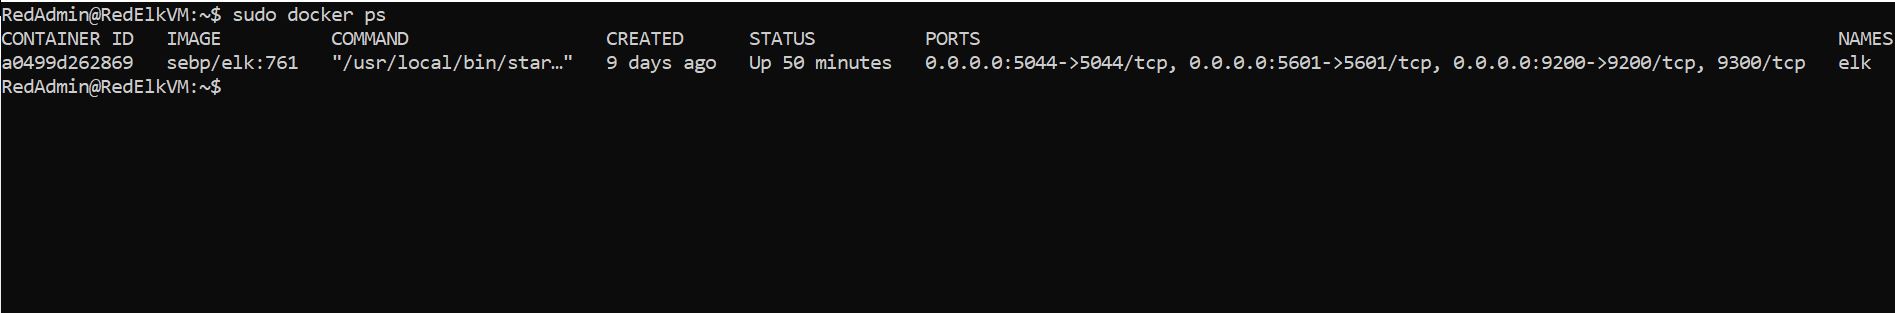 RedAdmin@RedElkVM:~$ sudo docker ps
CONTAINER ID   IMAGE          COMMAND                  CREATED      STATUS          PORTS                                                                              NAMES
a0499d262869   sebp/elk:761   "/usr/local/bin/star…"   9 days ago   Up 50 minutes   0.0.0.0:5044->5044/tcp, 0.0.0.0:5601->5601/tcp, 0.0.0.0:9200->9200/tcp, 9300/tcp   elk
RedAdmin@RedElkVM:~$